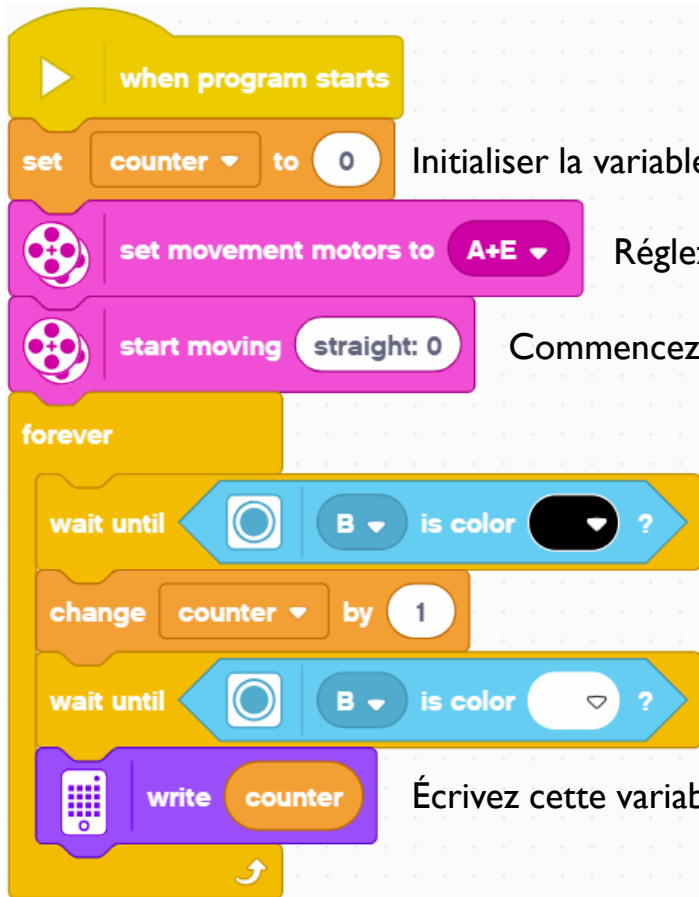 when program starts
set counter to 0 Initialiser la variable
set movement motors to A+E Réglez
start moving straight: 0 Commencez
forever
wait until B is color ?
change counter by 1
wait until B is color ?
write counter Écrivez cette